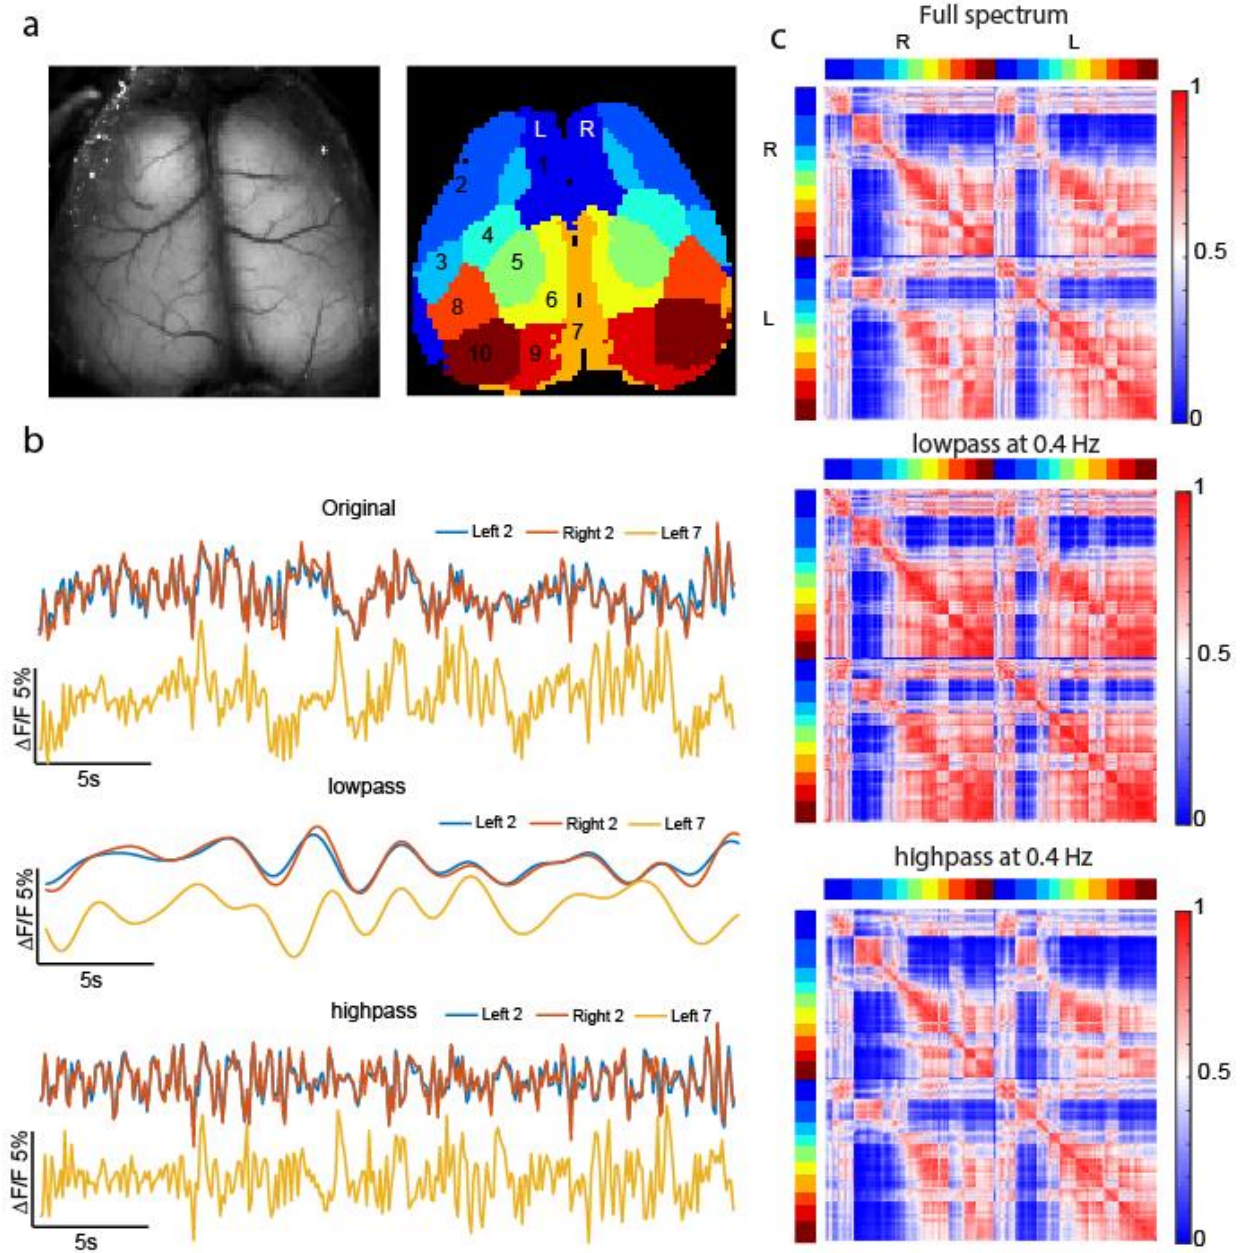 a
L R
1
2
4
3
5
6
8
7
10 9
b
Original
Left 2 Right 2 Left 7
ΔF/F 5%
5s
lowpass
Left 2 Right 2 Left 7
ΔF/F 5%
5s
highpass
Left 2 Right 2 Left 7
ΔF/F 5%
5s
c
Full spectrum
R L
R
L
1
0.5
0
lowpass at 0.4 Hz
1
0.5
0
highpass at 0.4 Hz
1
0.5
0